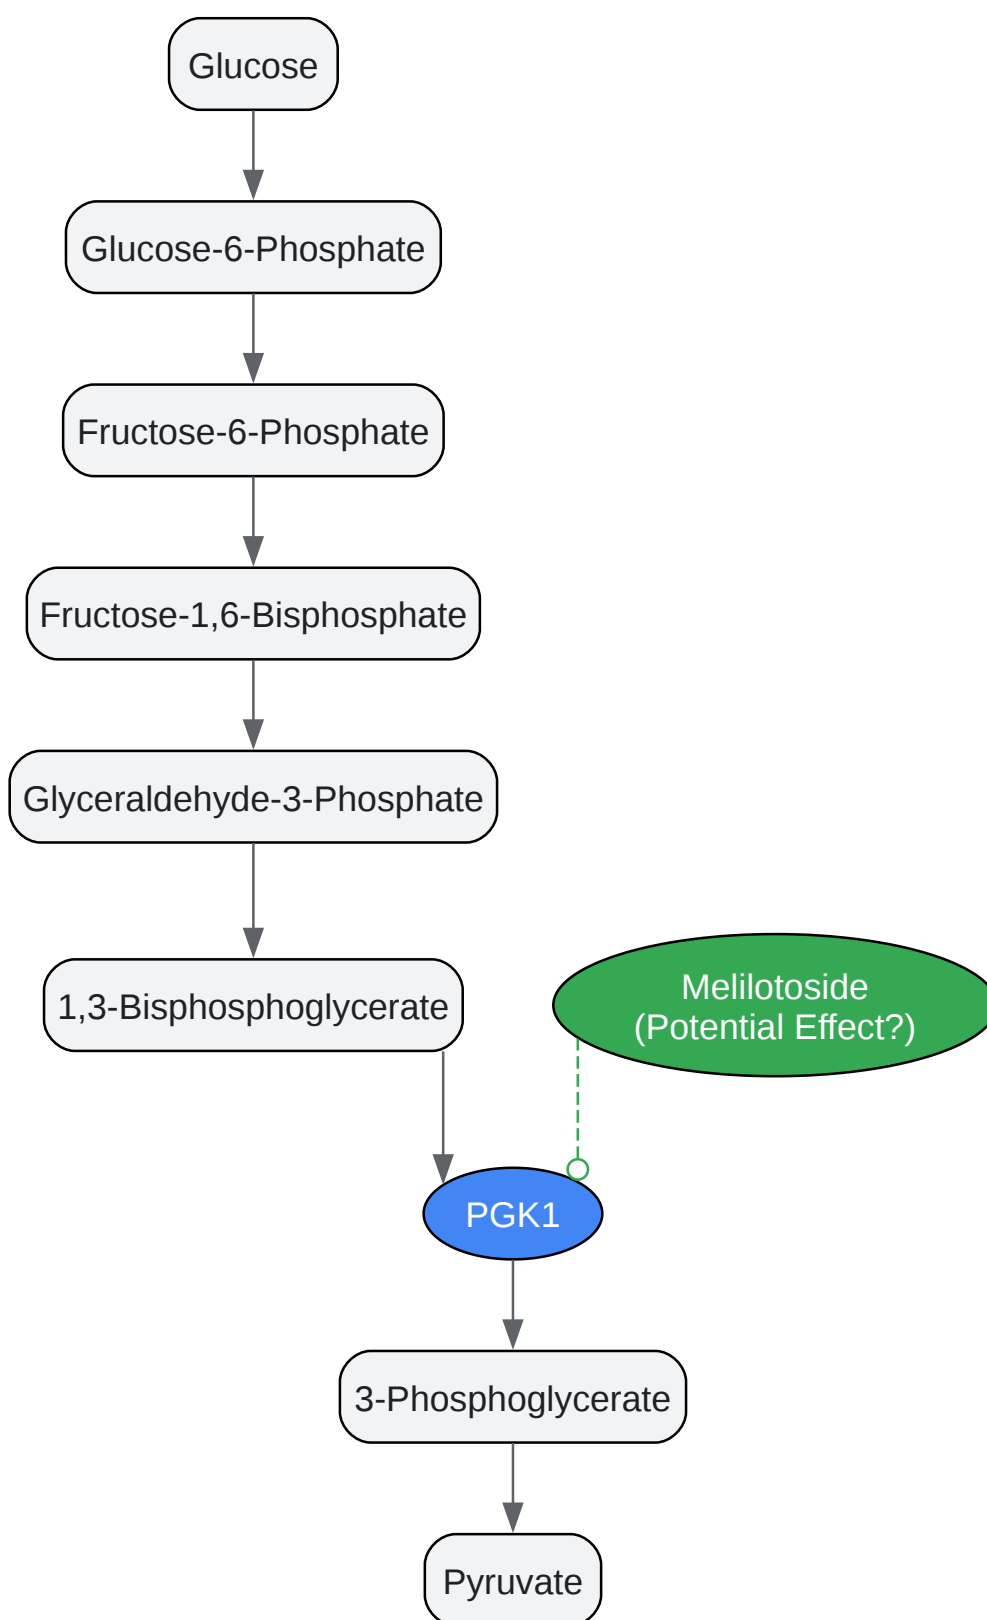 Glucose
Glucose-6-Phosphate
Fructose-6-Phosphate
Fructose-1,6-Bisphosphate
Glyceraldehyde-3-Phosphate
1,3-Bisphosphoglycerate
Melilotoside
(Potential Effect?)
PGK1
3-Phosphoglycerate
Pyruvate